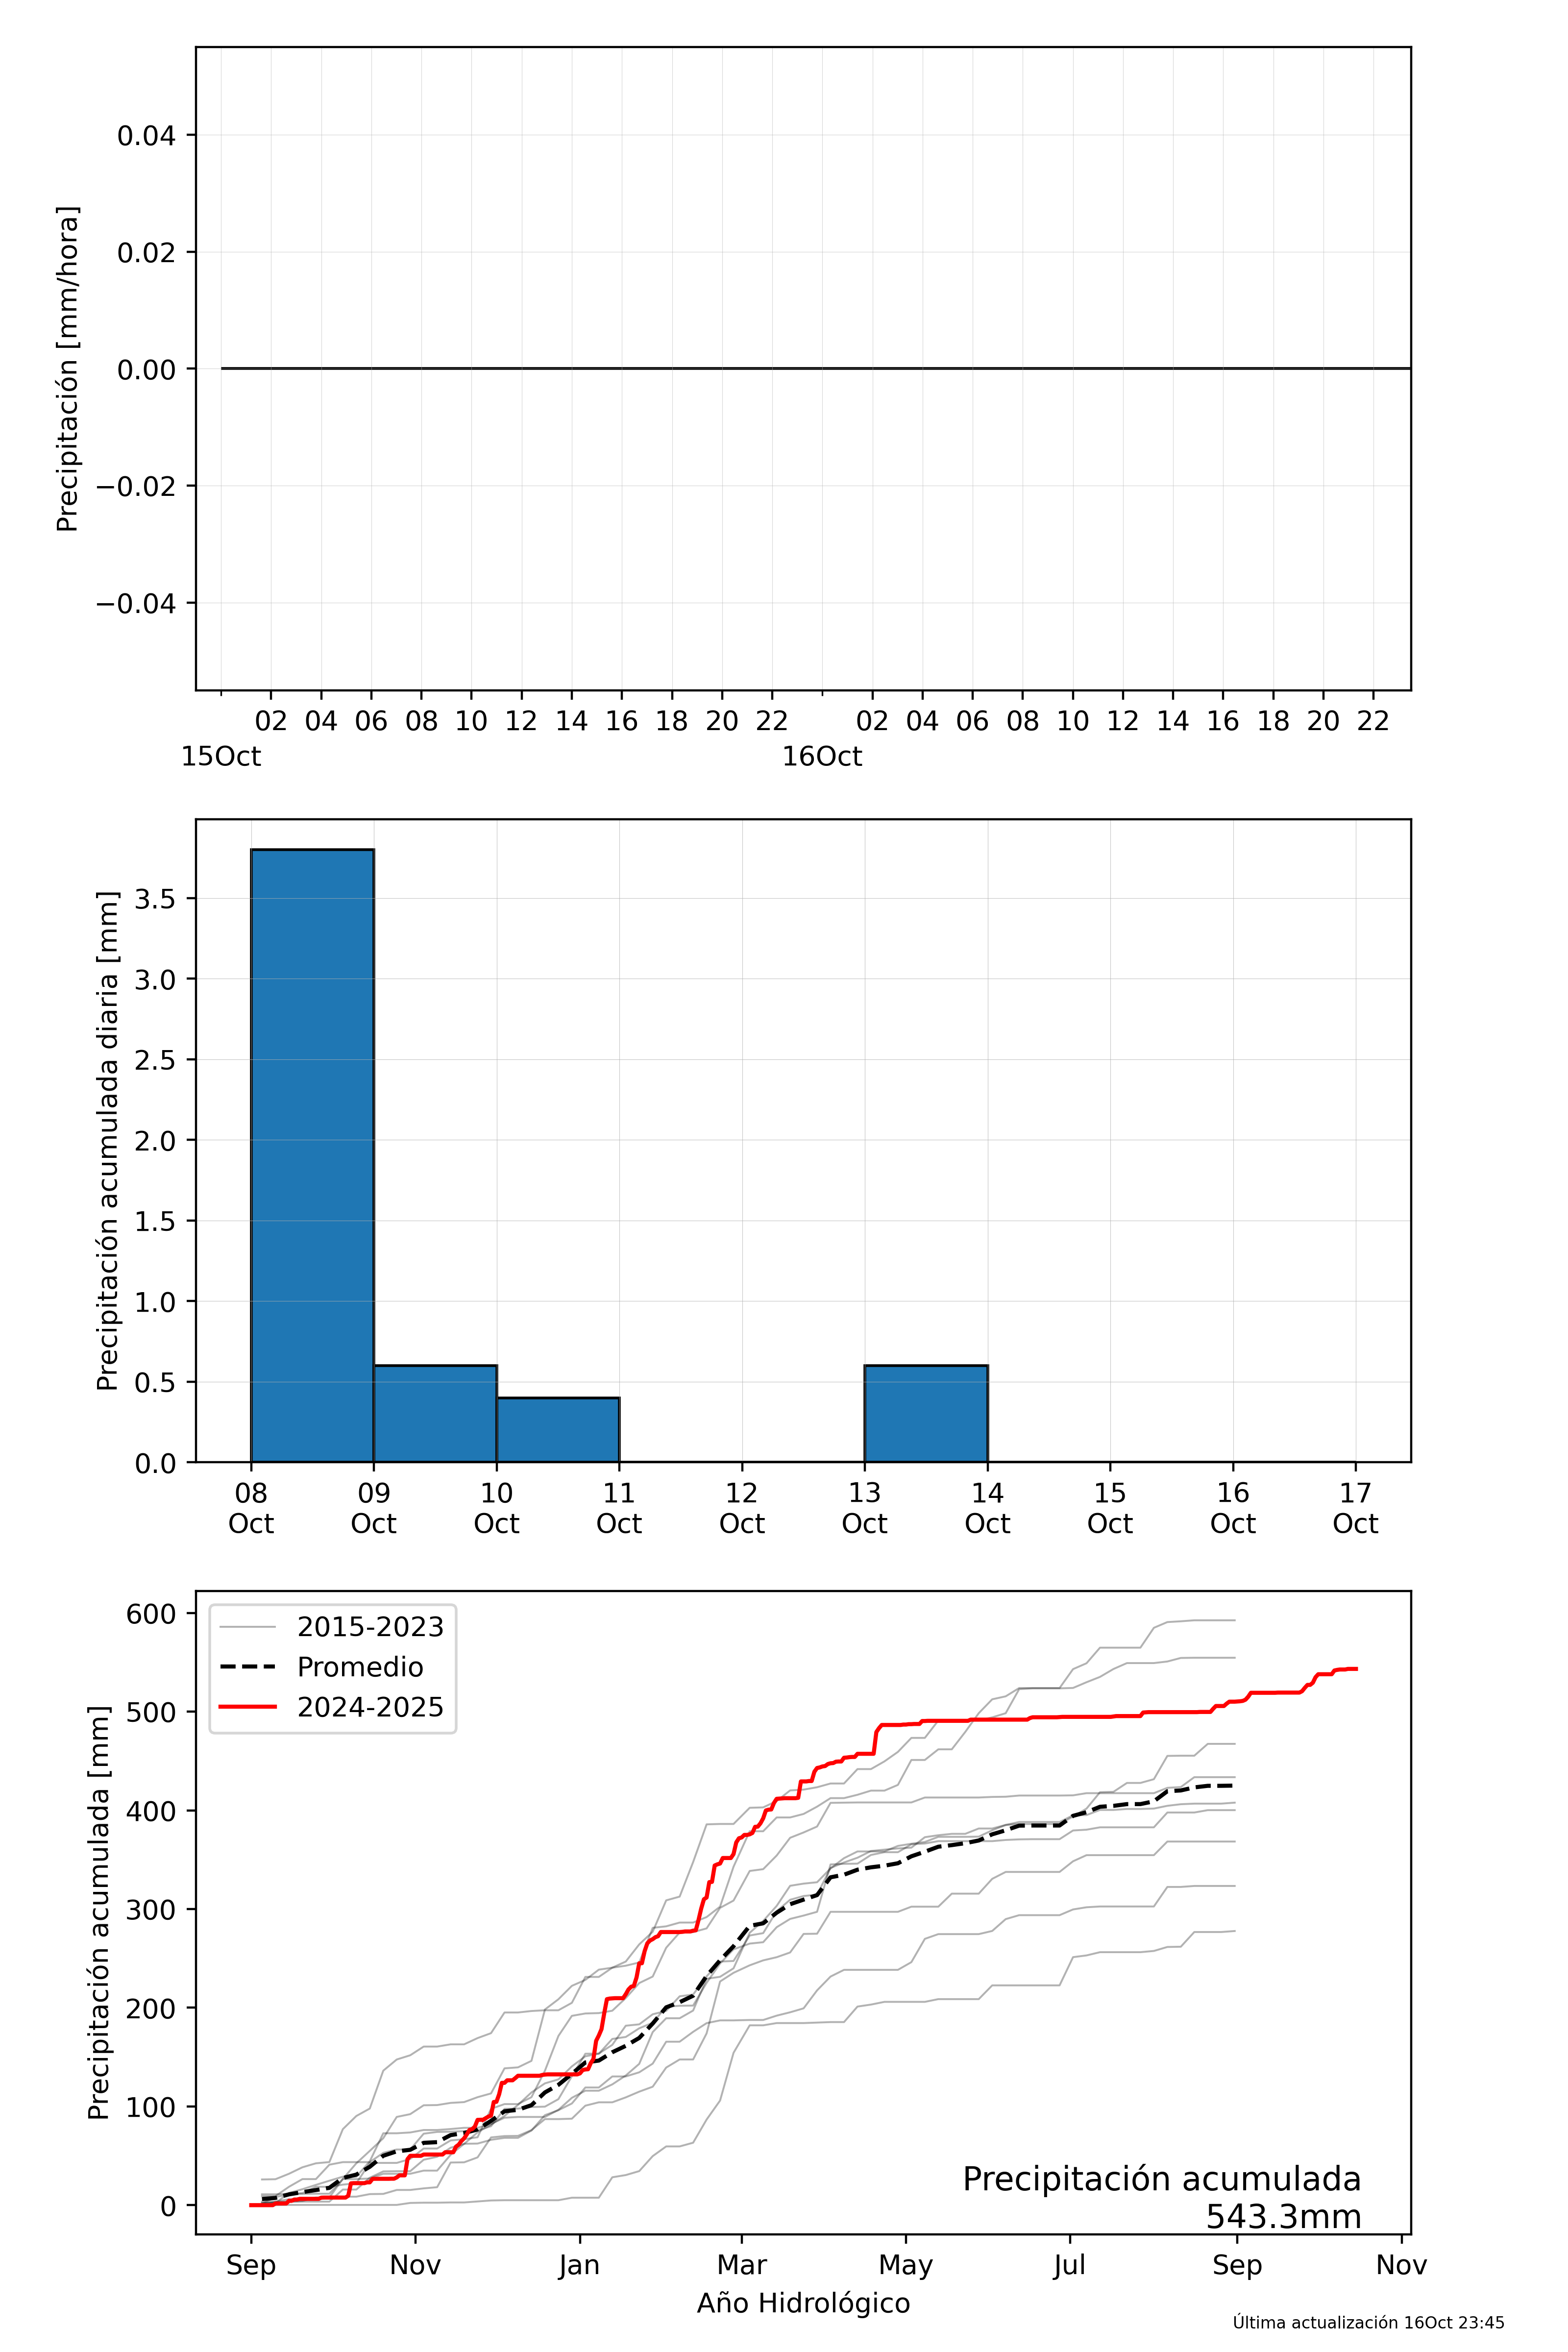 Precipitación [mm/hora]
0.04
0.02
0.00
−0.02
−0.04
02 04 06 08 10 12 14 16 18 20 22 02 04 06 08 10 12 14 16 18 20 22
15Oct 16Oct
Precipitación acumulada diaria [mm]
3.5
3.0
2.5
2.0
1.5
1.0
0.5
0.0
08 09 10 11 12 13 14 15 16 17
Oct Oct Oct Oct Oct Oct Oct Oct Oct Oct
Precipitación acumulada [mm]
600
500
400
300
200
100
0
2015-2023
Promedio
2024-2025
Precipitación acumulada
543.3mm
Sep Nov Jan Mar May Jul Sep Nov
Año Hidrológico
Última actualización 16Oct 23:45